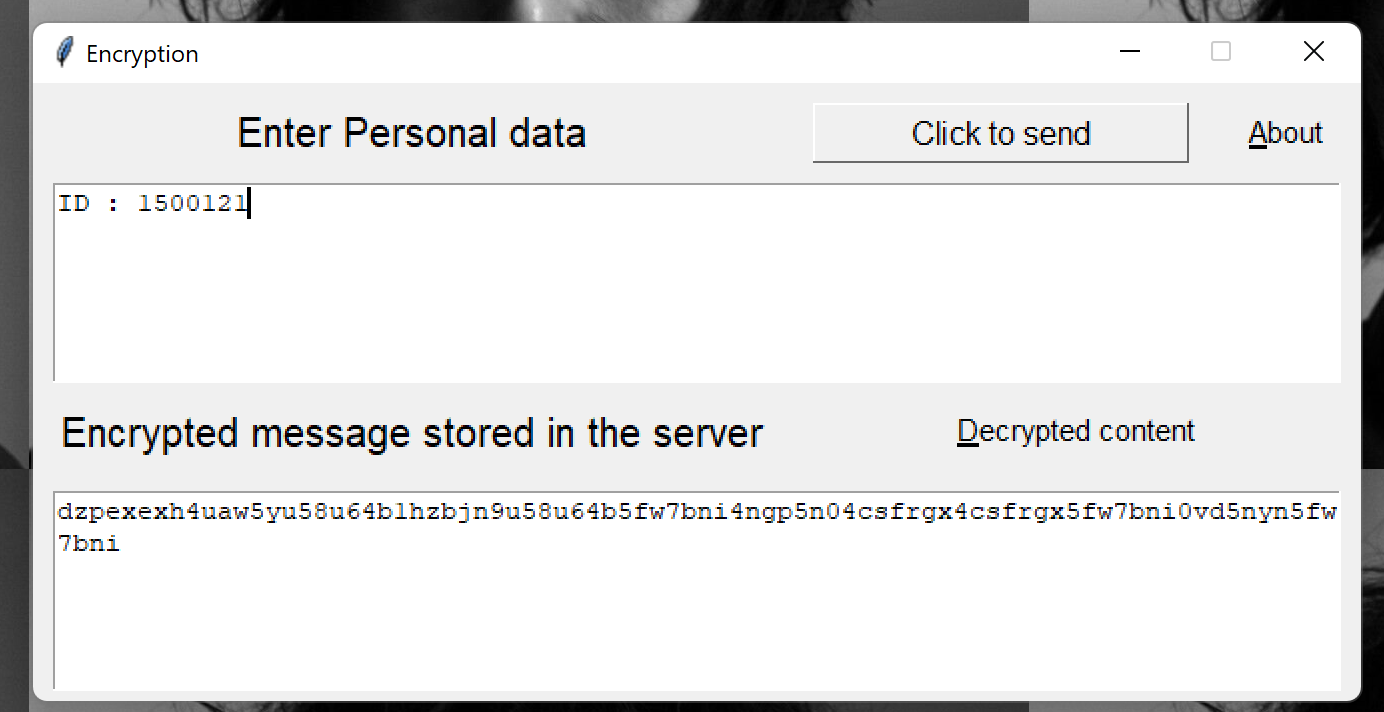 Encryption
Enter Personal data
Click to send
About
ID : 1500121
Encrypted message stored in the server
Decrypted content
dzpexexh4uaw5yu58u64blhzbjn9u58u64b5fw7bni4ngp5n04csfrgx4csfrgx5fw7bni0vd5nyn5fw
7bni